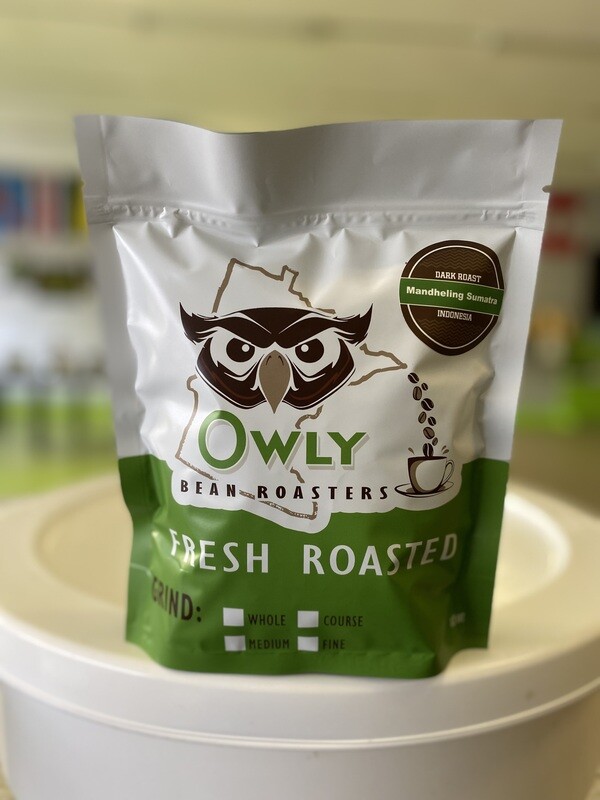 DARK ROAST
Mandheling Sumatra
INDONESIA
OWLY
BEAN ROASTERS
FRESH ROASTED
GRIND:
WHOLE COURSE
MEDIUM FINE